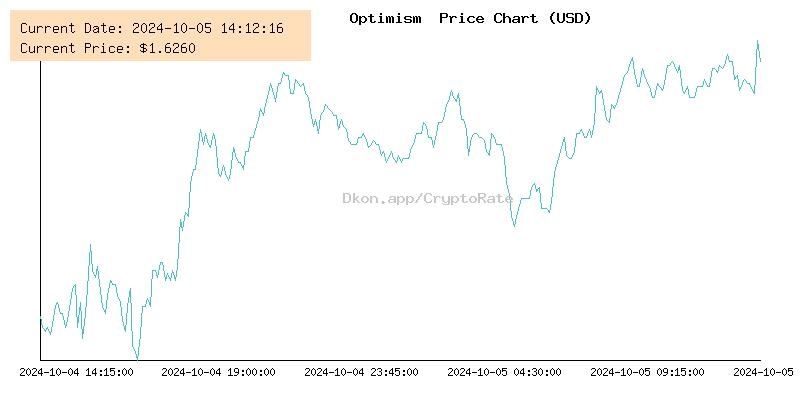 Optimism Price Chart (USD)
Current Date: 2024-10-05 14:12:16
Current Price: $1.6260
Dkon.app/CryptoRate
2024-10-04 14:15:00 2024-10-04 19:00:00 2024-10-04 23:45:00 2024-10-05 04:30:00 2024-10-05 09:15:00 2024-10-05